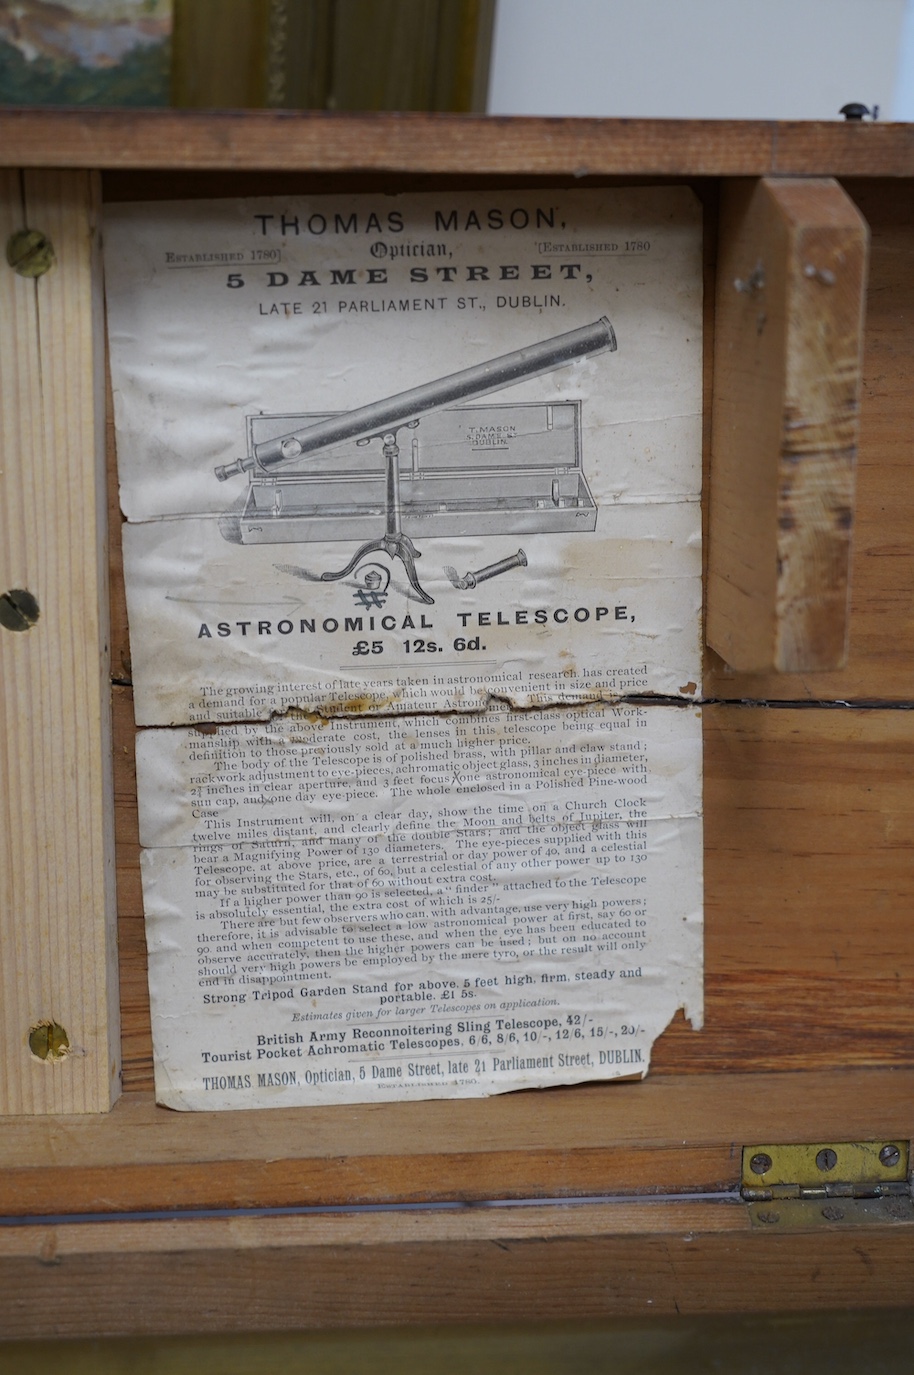 THOMAS MASON,
Optician,
ESTABLISHED 1780] [ESTABLISHED 1780
5 DAME STREET,
LATE 21 PARLIAMENT ST., DUBLIN.
T. MASON
5 DAME ST
DUBLIN.
ASTRONOMICAL TELESCOPE,
£5 12s. 6d.
The growing interest of late years taken in astronomical research has created
a demand for a popular Telescope, which would be convenient in size and price
and suitable the Student or Amateur This demand is
supplied by the above Instrument, which combines first-class optical Work-
manship with a moderate cost, the lenses in this telescope being equal in
definition to those previously sold at a much higher price.
The body of the Telescope is of polished brass, with pillar and claw stand;
rackwork adjustment to eye-pieces, achromatic object glass, 3 inches in diameter,
2¾ inches in clear aperture, and 3 feet focus; one astronomical eye-piece with
sun cap, and one day eye-piece. The whole enclosed in a Polished Pine-wood
Case
This Instrument will, on a clear day, show the time on a Church Clock
twelve miles distant, and clearly define the Moon and belts of Jupiter, the
rings of Saturn, and many of the double Stars; and the object glass will
bear a Magnifying Power of 130 diameters. The eye-pieces supplied with this
Telescope, at above price, are a terrestrial or day power of 40, and a celestial
for observing the Stars, etc., of 60, but a celestial of any other power up to 130
may be substituted for that of 60 without extra cost.
If a higher power than 90 is selected, a "finder" attached to the Telescope
is absolutely essential, the extra cost of which is 25/-
There are but few observers who can, with advantage, use very high powers;
therefore, it is advisable to select a low astronomical power at first, say 60 or
90, and when competent to use these, and when the eye has been educated to
observe accurately, then the higher powers can be used; but on no account
should very high powers be employed by the mere tyro, or the result will only
end in disappointment.
Strong Tripod Garden Stand for above, 5 feet high, firm, steady and
portable. £1 5s.
Estimates given for larger Telescopes on application.
British Army Reconnoitering Sling Telescope, 42/-
Tourist Pocket Achromatic Telescopes, 6/6, 8/6, 10/-, 12/6, 15/-, 20/-
THOMAS MASON, Optician, 5 Dame Street, late 21 Parliament Street, DUBLIN.
ESTABLISHED 1780.